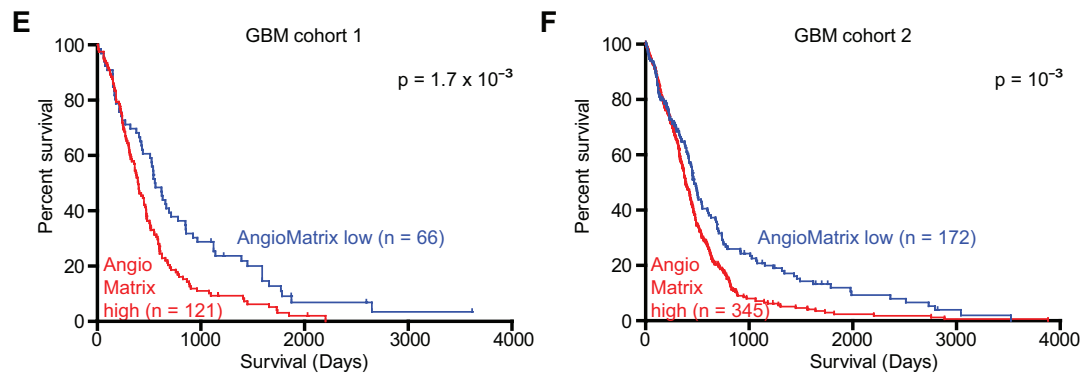 E
GBM cohort 1
p = 1.7 x 10⁻³
Percent survival
100
80
60
40
20
0
AngioMatrix low (n = 66)
Angio
Matrix
high (n = 121)
0
1000
2000
3000
4000
Survival (Days)
F
GBM cohort 2
p = 10⁻³
Percent survival
100
80
60
40
20
0
AngioMatrix low (n = 172)
Angio
Matrix
high (n = 345)
0
1000
2000
3000
4000
Survival (Days)